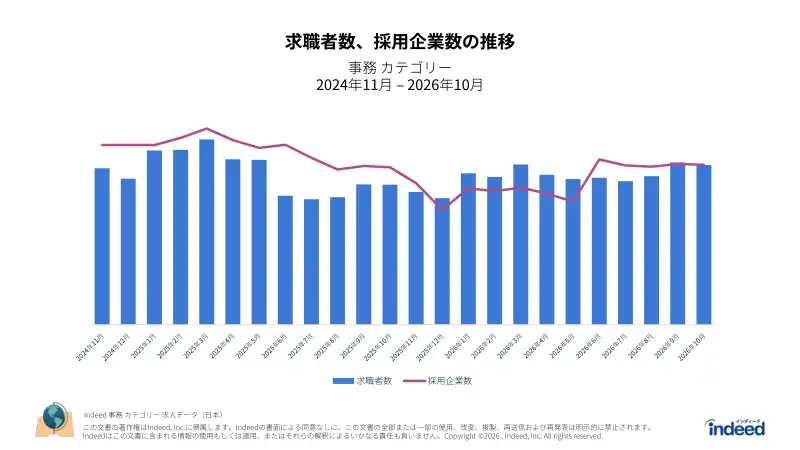 求職者数、採用企業数の推移
事務 カテゴリー
2024年11月 – 2026年10月
2024年11月
2024年12月
2025年1月
2025年2月
2025年3月
2025年4月
2025年5月
2025年6月
2025年7月
2025年8月
2025年9月
2025年10月
2025年11月
2025年12月
2026年1月
2026年2月
2026年3月
2026年4月
2026年5月
2026年6月
2026年7月
2026年8月
2026年9月
2026年10月
求職者数 採用企業数
Indeed 事務 カテゴリー 求人データ（日本）
この文書の著作権はIndeed, Inc.に帰属します。Indeedの書面による同意なしに、この文書の全部または一部の使用、改変、複製、再送信および再発表は明示的に禁止されます。
Indeedはこの文書に含まれる情報の使用もしくは適用、またはそれらの解釈によるいかなる責任も負いません。Copyright ©2026 , Indeed, Inc. All rights reserved.
インディード
indeed